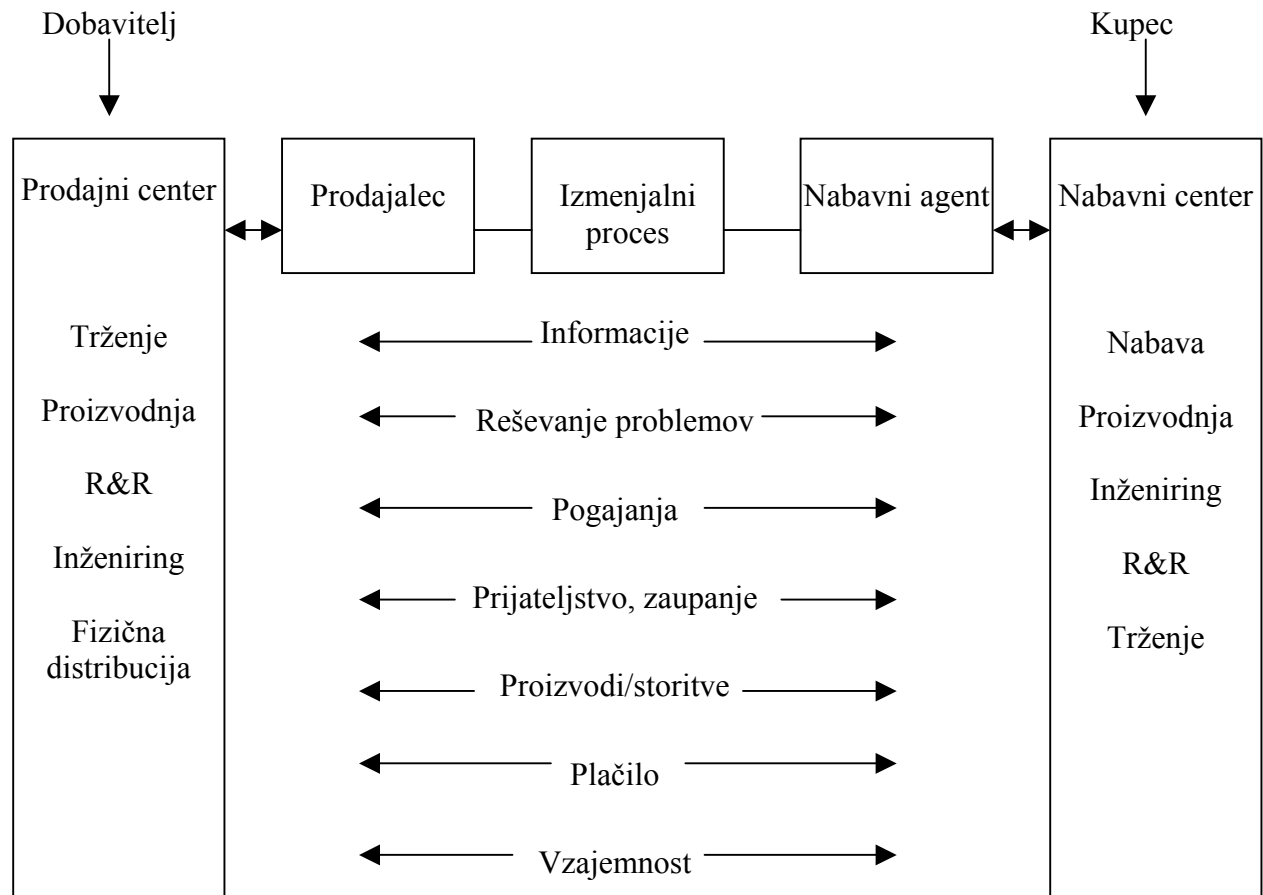 Dobavitelj
Kupec
Prodajni center
Prodajalec
Izmenjalni
proces
Nabavni agent
Nabavni center
Trženje
Informacije
Nabava
Proizvodnja
Reševanje problemov
Proizvodnja
R&R
Pogajanja
Inženiring
Inženiring
Prijateljstvo, zaupanje
R&R
Fizična
distribucija
Proizvodi/storitve
Trženje
Plačilo
Vzajemnost